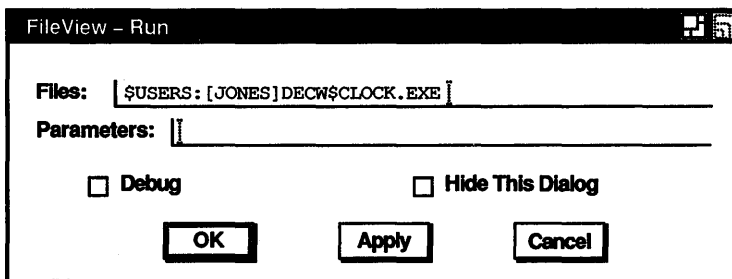 FileView – Run
Files: $USERS:[JONES]DECW$CLOCK.EXE
Parameters:
Debug Hide This Dialog
OK Apply Cancel